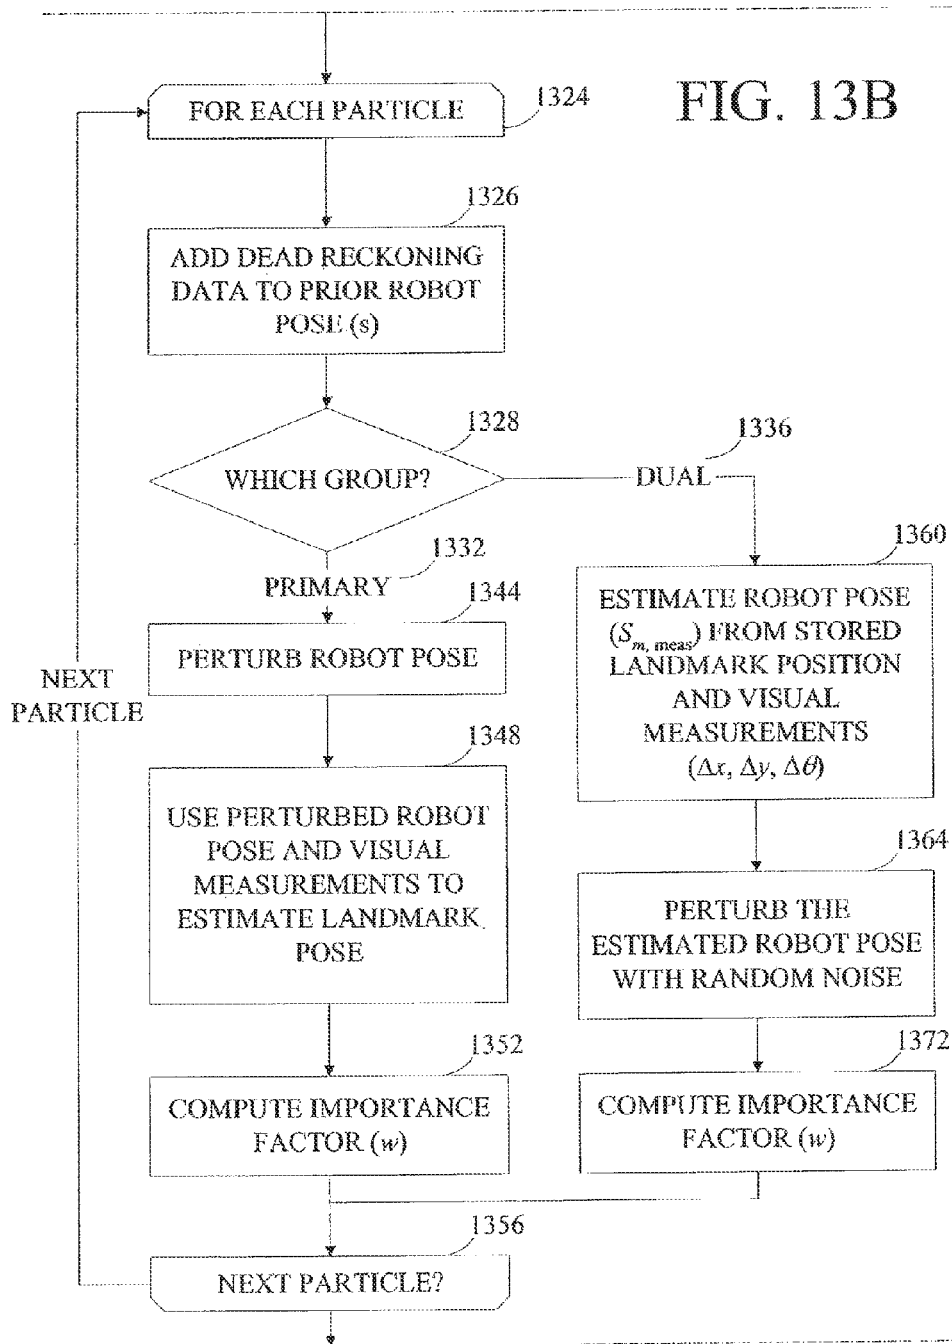 FIG. 13B
FOR EACH PARTICLE
1324
1326
ADD DEAD RECKONING
DATA TO PRIOR ROBOT
POSE (s)
1328
WHICH GROUP?
1336
DUAL
1332
PRIMARY
1344
PERTURB ROBOT POSE
NEXT
PARTICLE
1348
USE PERTURBED ROBOT
POSE AND VISUAL
MEASUREMENTS TO
ESTIMATE LANDMARK
POSE
1352
COMPUTE IMPORTANCE
FACTOR (w)
1360
ESTIMATE ROBOT POSE
(S_m, meas) FROM STORED
LANDMARK POSITION
AND VISUAL
MEASUREMENTS
(Δx, Δy, Δθ)
1364
PERTURB THE
ESTIMATED ROBOT POSE
WITH RANDOM NOISE
1372
COMPUTE IMPORTANCE
FACTOR (w)
1356
NEXT PARTICLE?